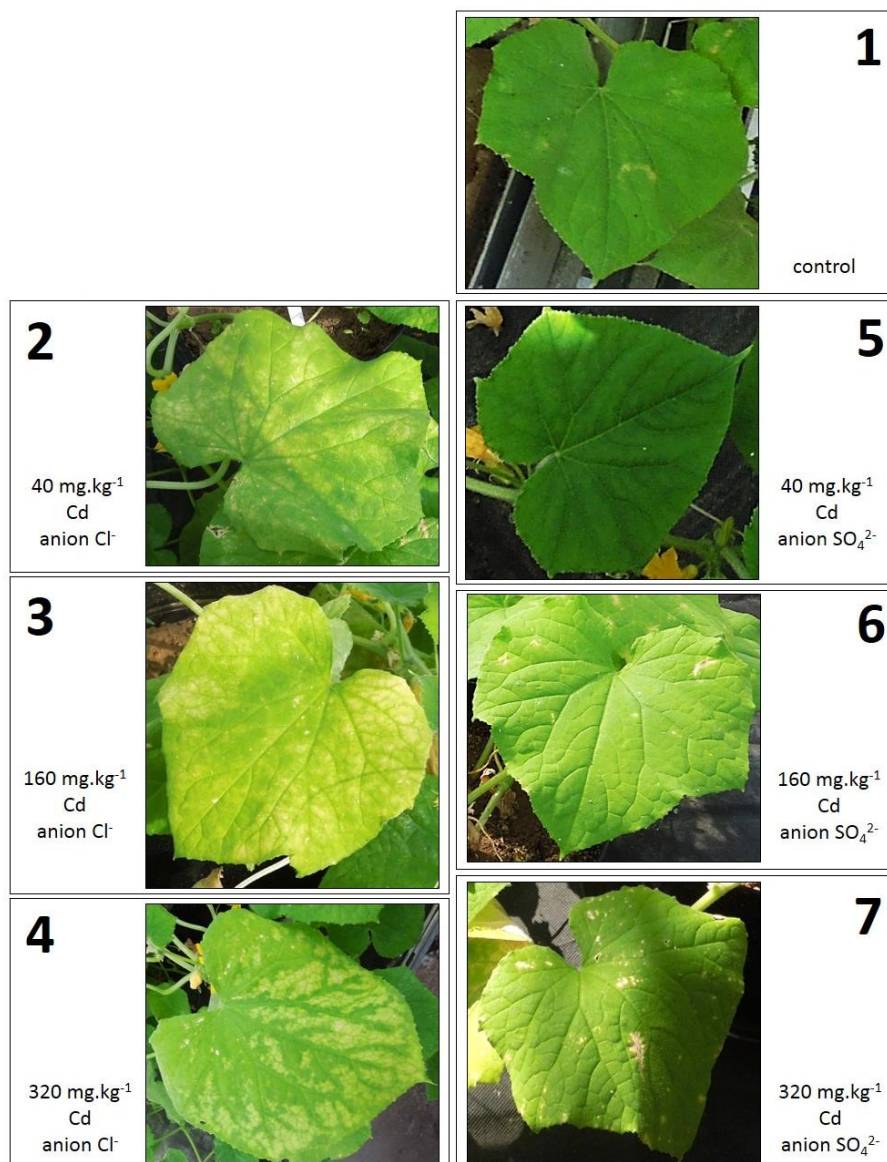 1
control
2
40 mg.kg⁻¹
Cd
anion Cl⁻
5
40 mg.kg⁻¹
Cd
anion SO₄²⁻
3
160 mg.kg⁻¹
Cd
anion Cl⁻
6
160 mg.kg⁻¹
Cd
anion SO₄²⁻
4
320 mg.kg⁻¹
Cd
anion Cl⁻
7
320 mg.kg⁻¹
Cd
anion SO₄²⁻